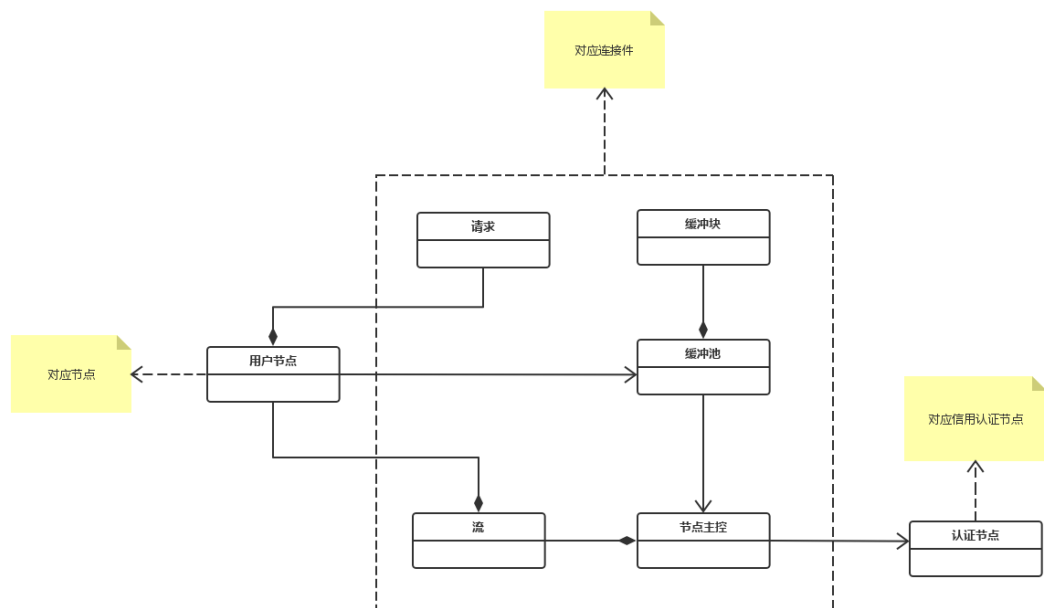 对应连接件
请求
缓冲块
用户节点
缓冲池
对应节点
对应信用认证节点
流
节点主控
认证节点